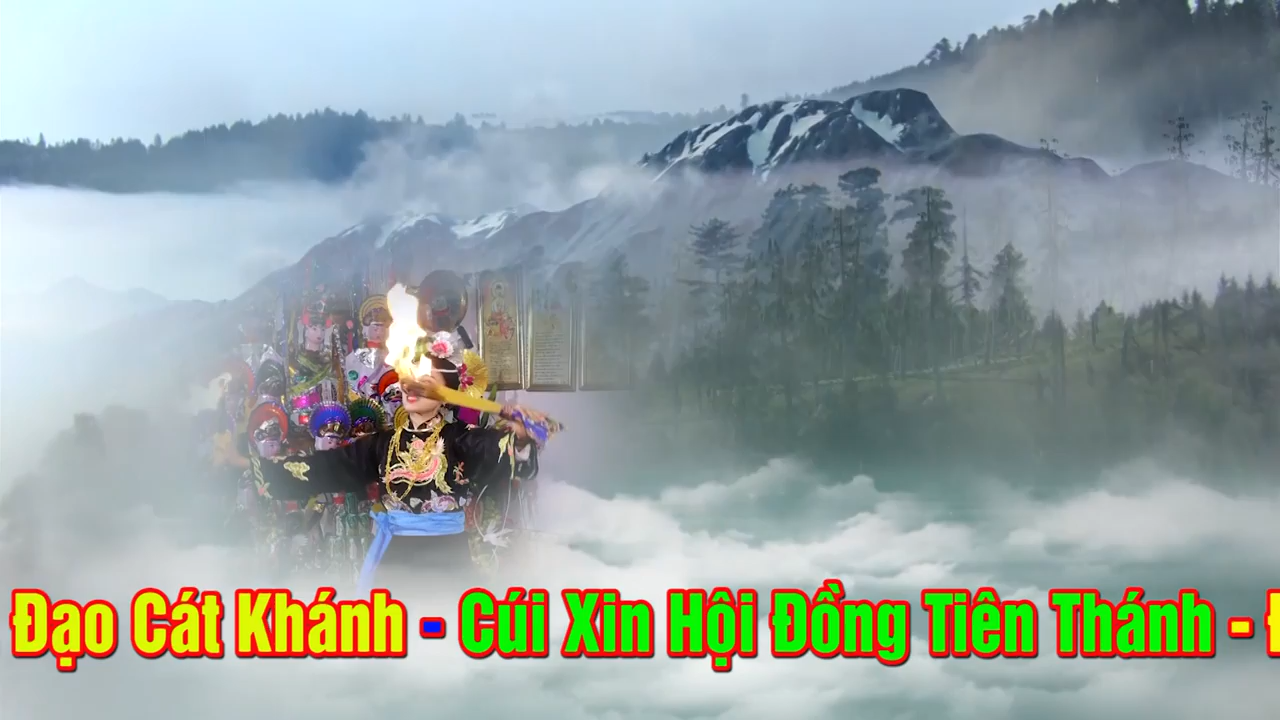 Đạo Cát Khánh - Cúi Xin Hội Đồng Tiên Thánh -